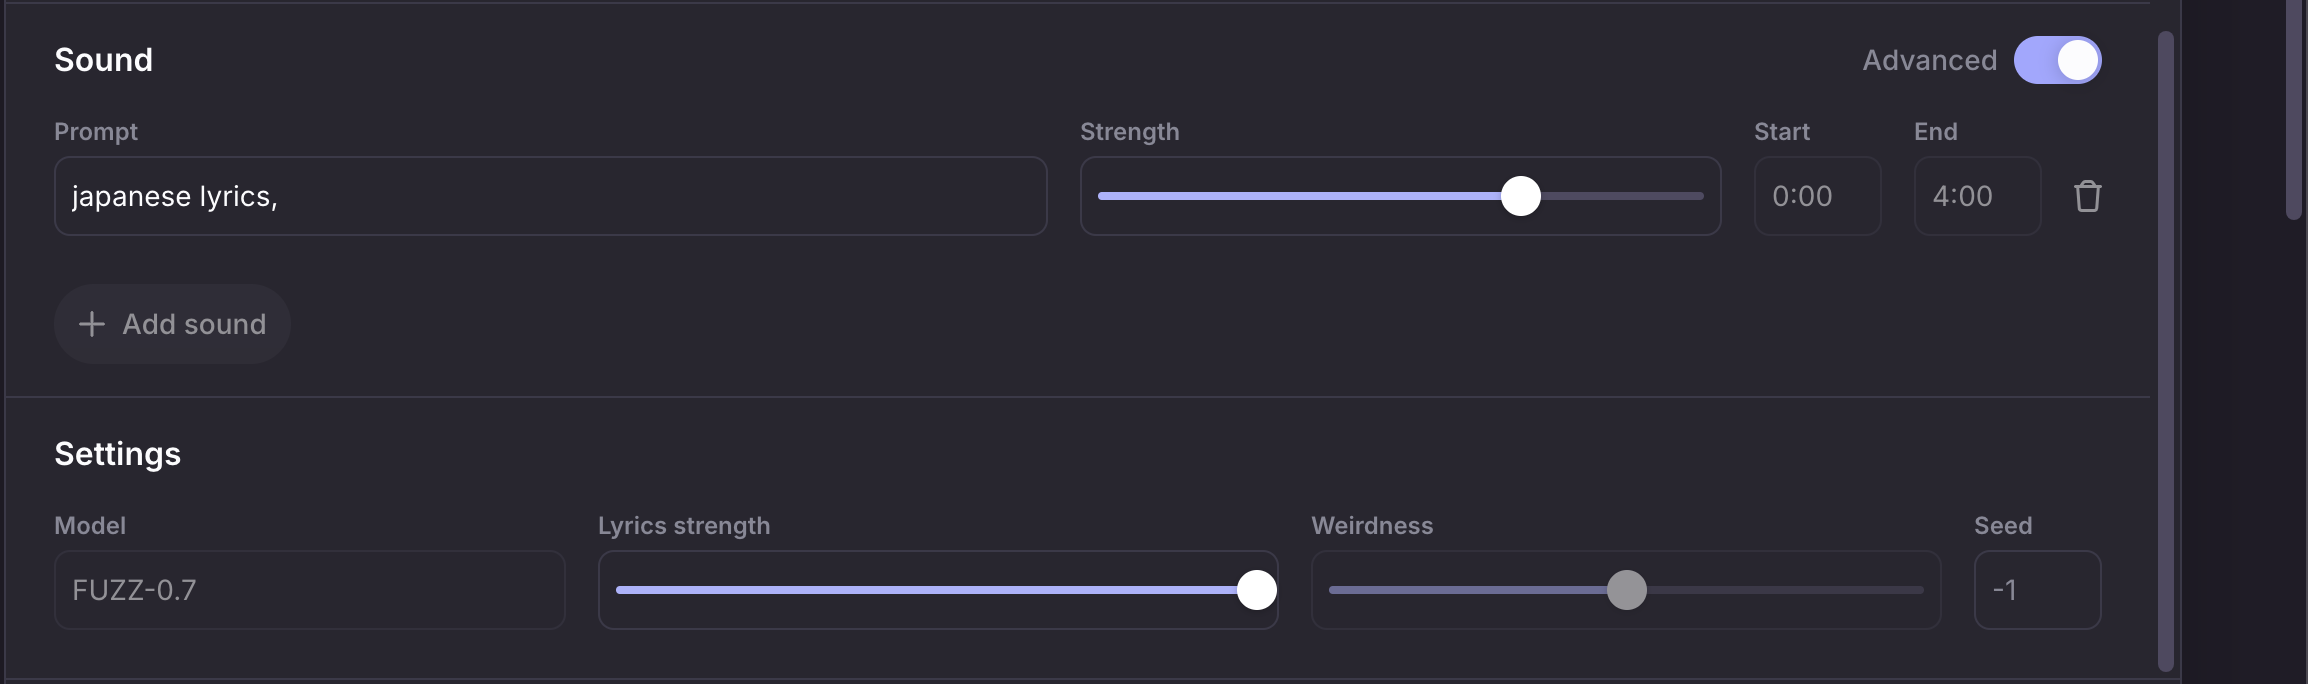 Sound
Advanced
Prompt
Strength
Start
End
japanese lyrics,
0:00
4:00
Add sound
Settings
Model
Lyrics strength
Weirdness
Seed
FUZZ-0.7
-1